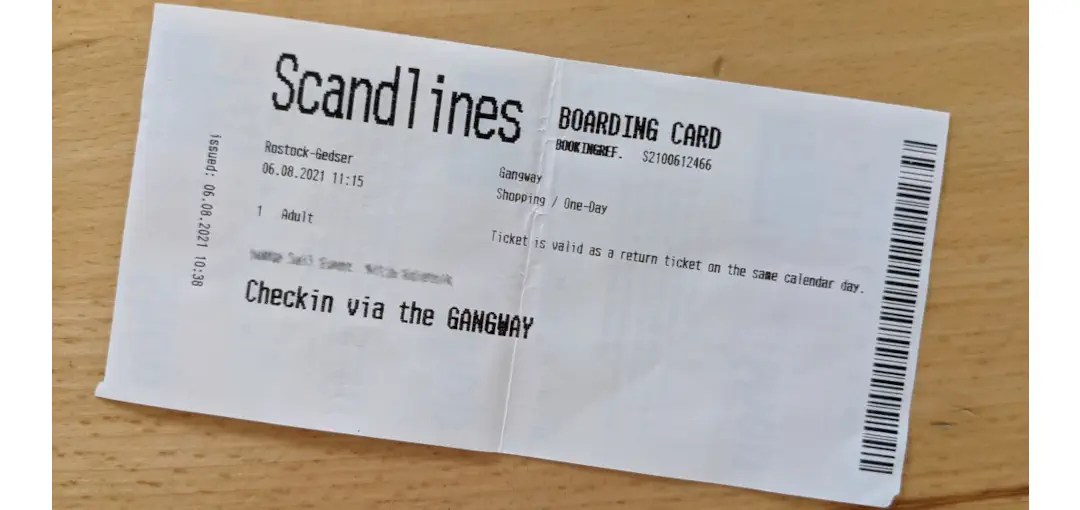 Scandlines
BOARDING CARD
BOOKINGREF. S2100612466
Rostock-Gedser
06.08.2021 11:15
Gangway
Shopping / One-Day
1 Adult
Ticket is valid as a return ticket on the same calendar day.
Checkin via the GANGWAY
issued: 06.08.2021 10:38